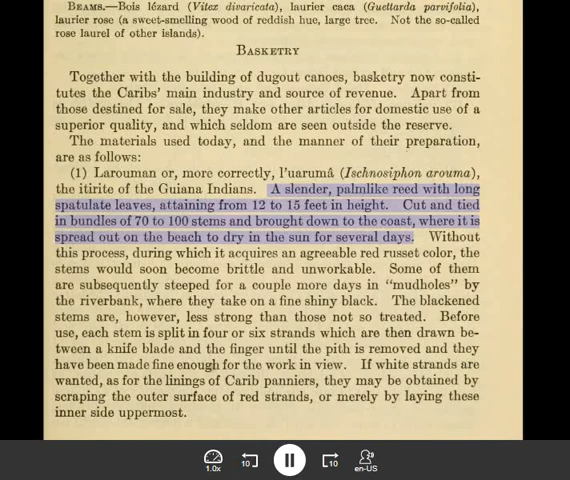 BEAMS.—Bois lézard (Vitex divaricata), laurier caca (Guettarda parvifolia),
laurier rose (a sweet-smelling wood of reddish hue, large tree. Not the so-called
rose laurel of other islands).
BASKETRY
Together with the building of dugout canoes, basketry now consti-
tutes the Caribs' main industry and source of revenue. Apart from
those destined for sale, they make other articles for domestic use of a
superior quality, and which seldom are seen outside the reserve.
The materials used today, and the manner of their preparation,
are as follows:
(1) Larouman or, more correctly, l'uarumâ (Ischnosiphon arouma),
the itirite of the Guiana Indians. A slender, palmlike reed with long
spatulate leaves, attaining from 12 to 15 feet in height. Cut and tied
in bundles of 70 to 100 stems and brought down to the coast, where it is
spread out on the beach to dry in the sun for several days. Without
this process, during which it acquires an agreeable red russet color, the
stems would soon become brittle and unworkable. Some of them
are subsequently steeped for a couple more days in "mudholes" by
the riverbank, where they take on a fine shiny black. The blackened
stems are, however, less strong than those not so treated. Before
use, each stem is split in four or six strands which are then drawn be-
tween a knife blade and the finger until the pith is removed and they
have been made fine enough for the work in view. If white strands are
wanted, as for the linings of Carib panniers, they may be obtained by
scraping the outer surface of red strands, or merely by laying these
inner side uppermost.
1.0x 10 10 en-US